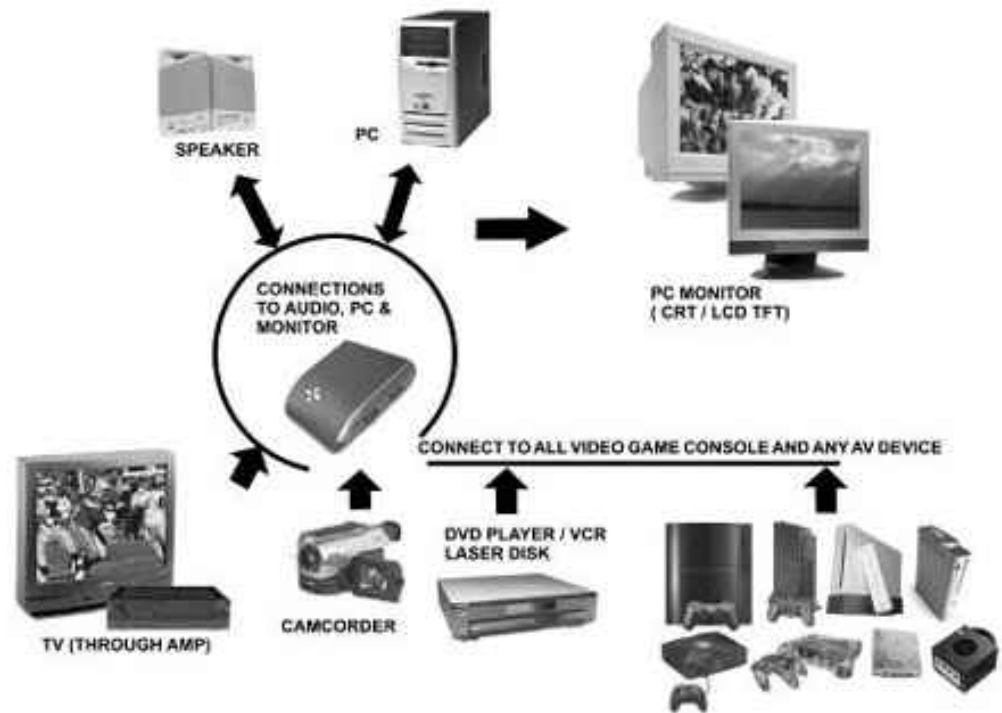 SPEAKER
PC
PC MONITOR
( CRT / LCD TFT)
CONNECTIONS
TO AUDIO, PC &
MONITOR
CONNECT TO ALL VIDEO GAME CONSOLE AND ANY AV DEVICE
TV (THROUGH AMP)
CAMCORDER
DVD PLAYER / VCR
LASER DISK